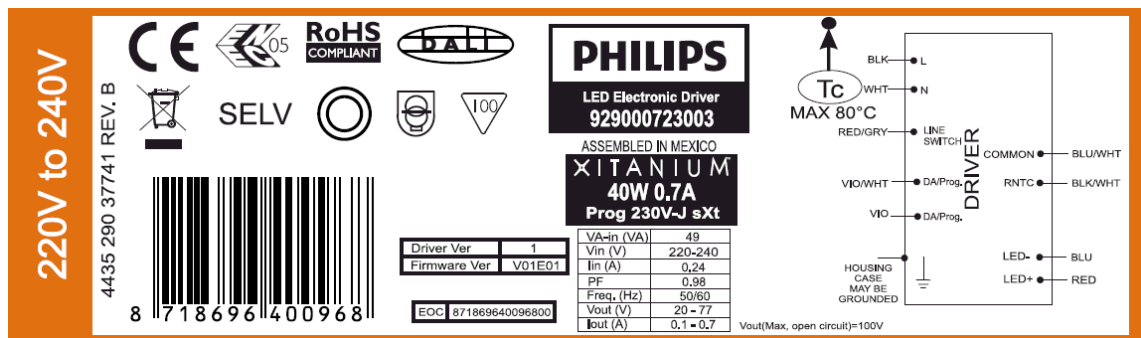 220V to 240V
4435 290 37741 REV. B
CE
05
RoHS
COMPLIANT
DALI
SELV
100
8 718696 400968
Driver Ver 1
Firmware Ver V01E01
EOC 871869640096800
PHILIPS
LED Electronic Driver
929000723003
ASSEMBLED IN MEXICO
XITANIUM
40W 0.7A
Prog 230V-J sXt
VA-in (VA) 49
Vin (V) 220-240
Iin (A) 0,24
PF 0.98
Freq. (Hz) 50/60
Vout (V) 20 - 77
Iout (A) 0.1 - 0.7
Vout(Max, open circuit)=100V
Tc
MAX 80°C
BLK L
WHT N
RED/GRY LINE
SWITCH
VIO/WHT DA/Prog.
VIO DA/Prog.
HOUSING
CASE
MAY BE
GROUNDED
DRIVER
COMMON BLU/WHT
RNTC BLK/WHT
LED- BLU
LED+ RED